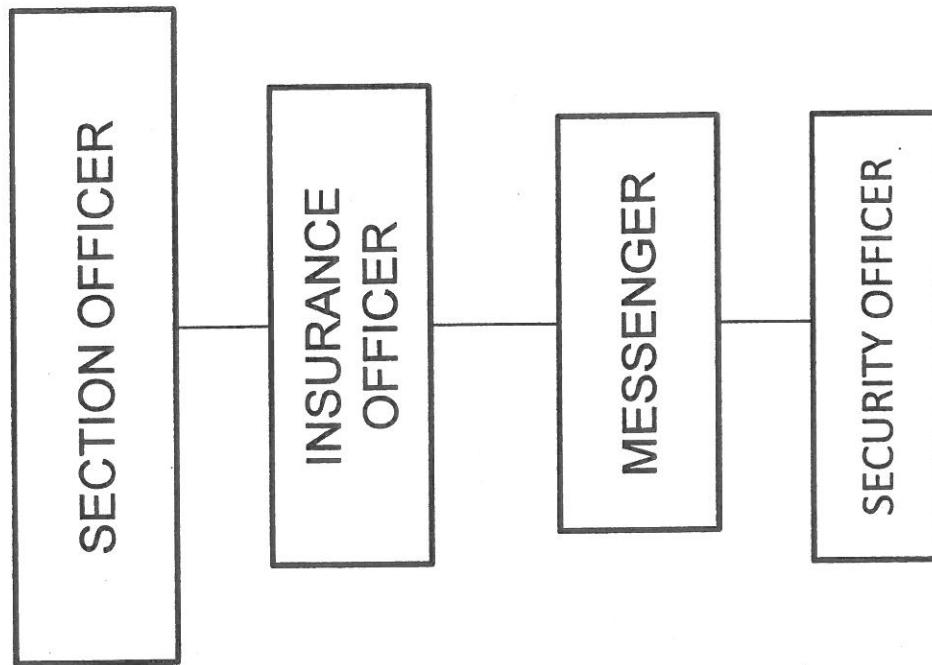 SECTION OFFICER
INSURANCE
OFFICER
MESSENGER
SECURITY OFFICER